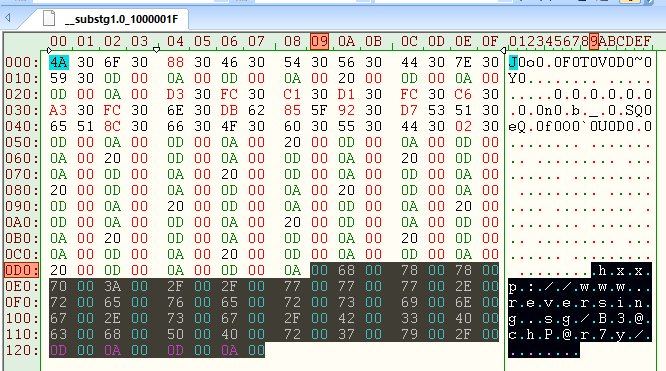 __substg1.0_1000001F
00 01 02 03 04 05 06 07 08 09 0A 0B 0C 0D 0E 0F 0123456789ABCDEF
000: 4A 30 6F 30 88 30 46 30 54 30 56 30 44 30 7E 30 J0o0.0F0T0V0D0~0
010: 59 30 0D 00 0A 00 0D 00 0A 00 20 00 0D 00 0A 00 Y0.... .....
020: 0D 00 0A 00 D3 30 FC 30 C1 30 D1 30 FC 30 C6 30 .....0.0.0.0.0.0
030: A3 30 FC 30 6E 30 DB 62 85 5F 92 30 D7 53 51 30 .0.0n0.b._.0.SQ0
040: 65 51 8C 30 66 30 4F 30 60 30 55 30 44 30 02 30 eQ.0f0O0`0U0D0.0
050: 0D 00 0A 00 0D 00 0A 00 20 00 0D 00 0A 00 0D 00
060: 0A 00 20 00 0D 00 0A 00 0D 00 0A 00 20 00 0D 00
070: 0A 00 0D 00 0A 00 20 00 0D 00 0A 00 0D 00 0A 00
080: 20 00 0D 00 0A 00 0D 00 0A 00 20 00 0D 00 0A 00
090: 0D 00 0A 00 20 00 0D 00 0A 00 0D 00 0A 00 20 00
0A0: 0D 00 0A 00 0D 00 0A 00 20 00 0D 00 0A 00 0D 00
0B0: 0A 00 20 00 0D 00 0A 00 0D 00 0A 00 20 00 0D 00
0C0: 0A 00 0D 00 0A 00 20 00 0D 00 0A 00 0D 00 0A 00
0D0: 20 00 0D 00 0A 00 0D 00 0A 00 68 00 78 00 78 00 .h.x.x.
0E0: 70 00 3A 00 2F 00 2F 00 77 00 77 00 77 00 2E 00 p.:././.w.w.w...
0F0: 72 00 65 00 76 00 65 00 72 00 73 00 69 00 6E 00 r.e.v.e.r.s.i.n.
100: 67 00 2E 00 73 00 67 00 2F 00 42 00 33 00 40 00 g...s.g./.B.3.@.
110: 63 00 68 00 50 00 40 00 72 00 37 00 79 00 2F 00 c.h.P.@.r.7.y./.
120: 0D 00 0A 00 0D 00 0A 00 ........